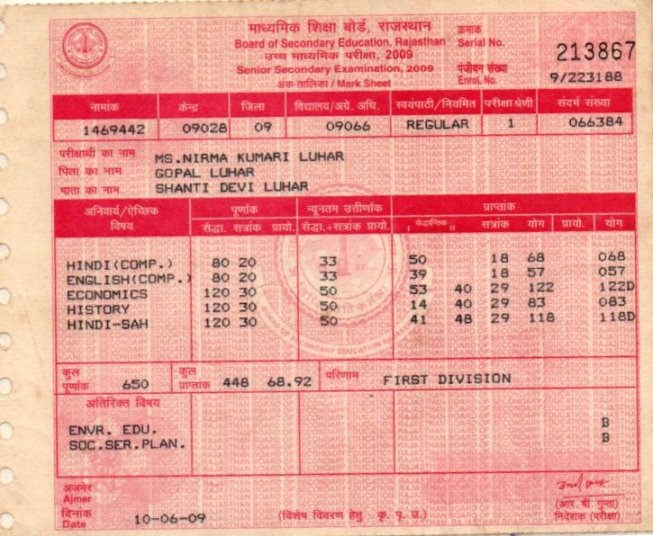 माध्यमिक शिक्षा बोर्ड, राजस्थान
Board of Secondary Education, Rajasthan
उच्च माध्यमिक परीक्षा, 2009
Senior Secondary Examination, 2009
अंक-तालिका / Mark Sheet
क्रमांक
Serial No. 213867
पंजीयन संख्या
Enrol. No. 9/223188
नामांक केन्द्र जिला विद्यालय/अग्रे. अधि. स्वयंपाठी/नियमित परीक्षा श्रेणी संदर्भ संख्या
1469442 09028 09 09066 REGULAR 1 066384
परीक्षार्थी का नाम MS.NIRMA KUMARI LUHAR
पिता का नाम GOPAL LUHAR
माता का नाम SHANTI DEVI LUHAR
अनिवार्य/ऐच्छिक विषय पूर्णांक न्यूनतम उत्तीर्णांक प्राप्तांक
सैद्धा. सत्रांक प्रायो. सैद्धा.+सत्रांक प्रायो. I सैद्धान्तिक II सत्रांक योग प्रायो. योग
HINDI(COMP.) 80 20 33 50 18 68 068
ENGLISH(COMP.) 80 20 33 39 18 57 057
ECONOMICS 120 30 50 53 40 29 122 122D
HISTORY 120 30 50 14 40 29 83 083
HINDI-SAH 120 30 50 41 48 29 118 118D
कुल पूर्णांक 650 कुल प्राप्तांक 448 68.92 परिणाम FIRST DIVISION
अतिरिक्त विषय
ENVR. EDU. B
SOC.SER.PLAN. B
अजमेर
Ajmer
दिनांक
Date 10-06-09
(विशेष विवरण हेतु कृ. पृ. उ.)
(आर. बी गुप्ता)
निदेशक (परीक्षा)